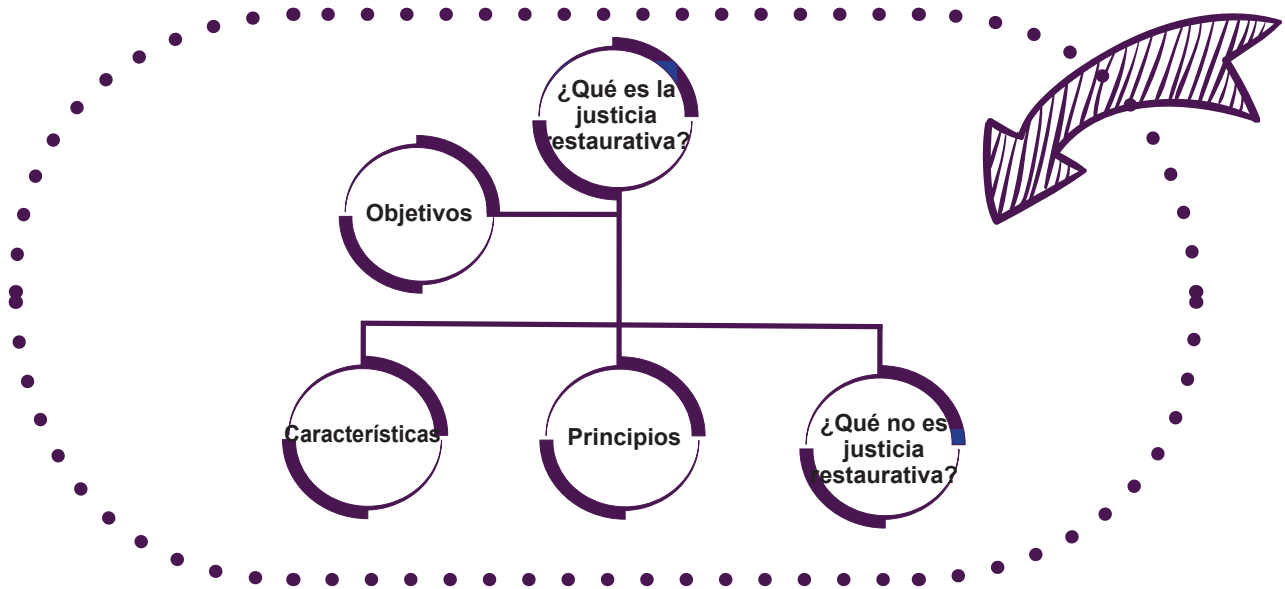 ¿Qué es la
justicia
restaurativa?
Objetivos
Características
Principios
¿Qué no es
justicia
restaurativa?